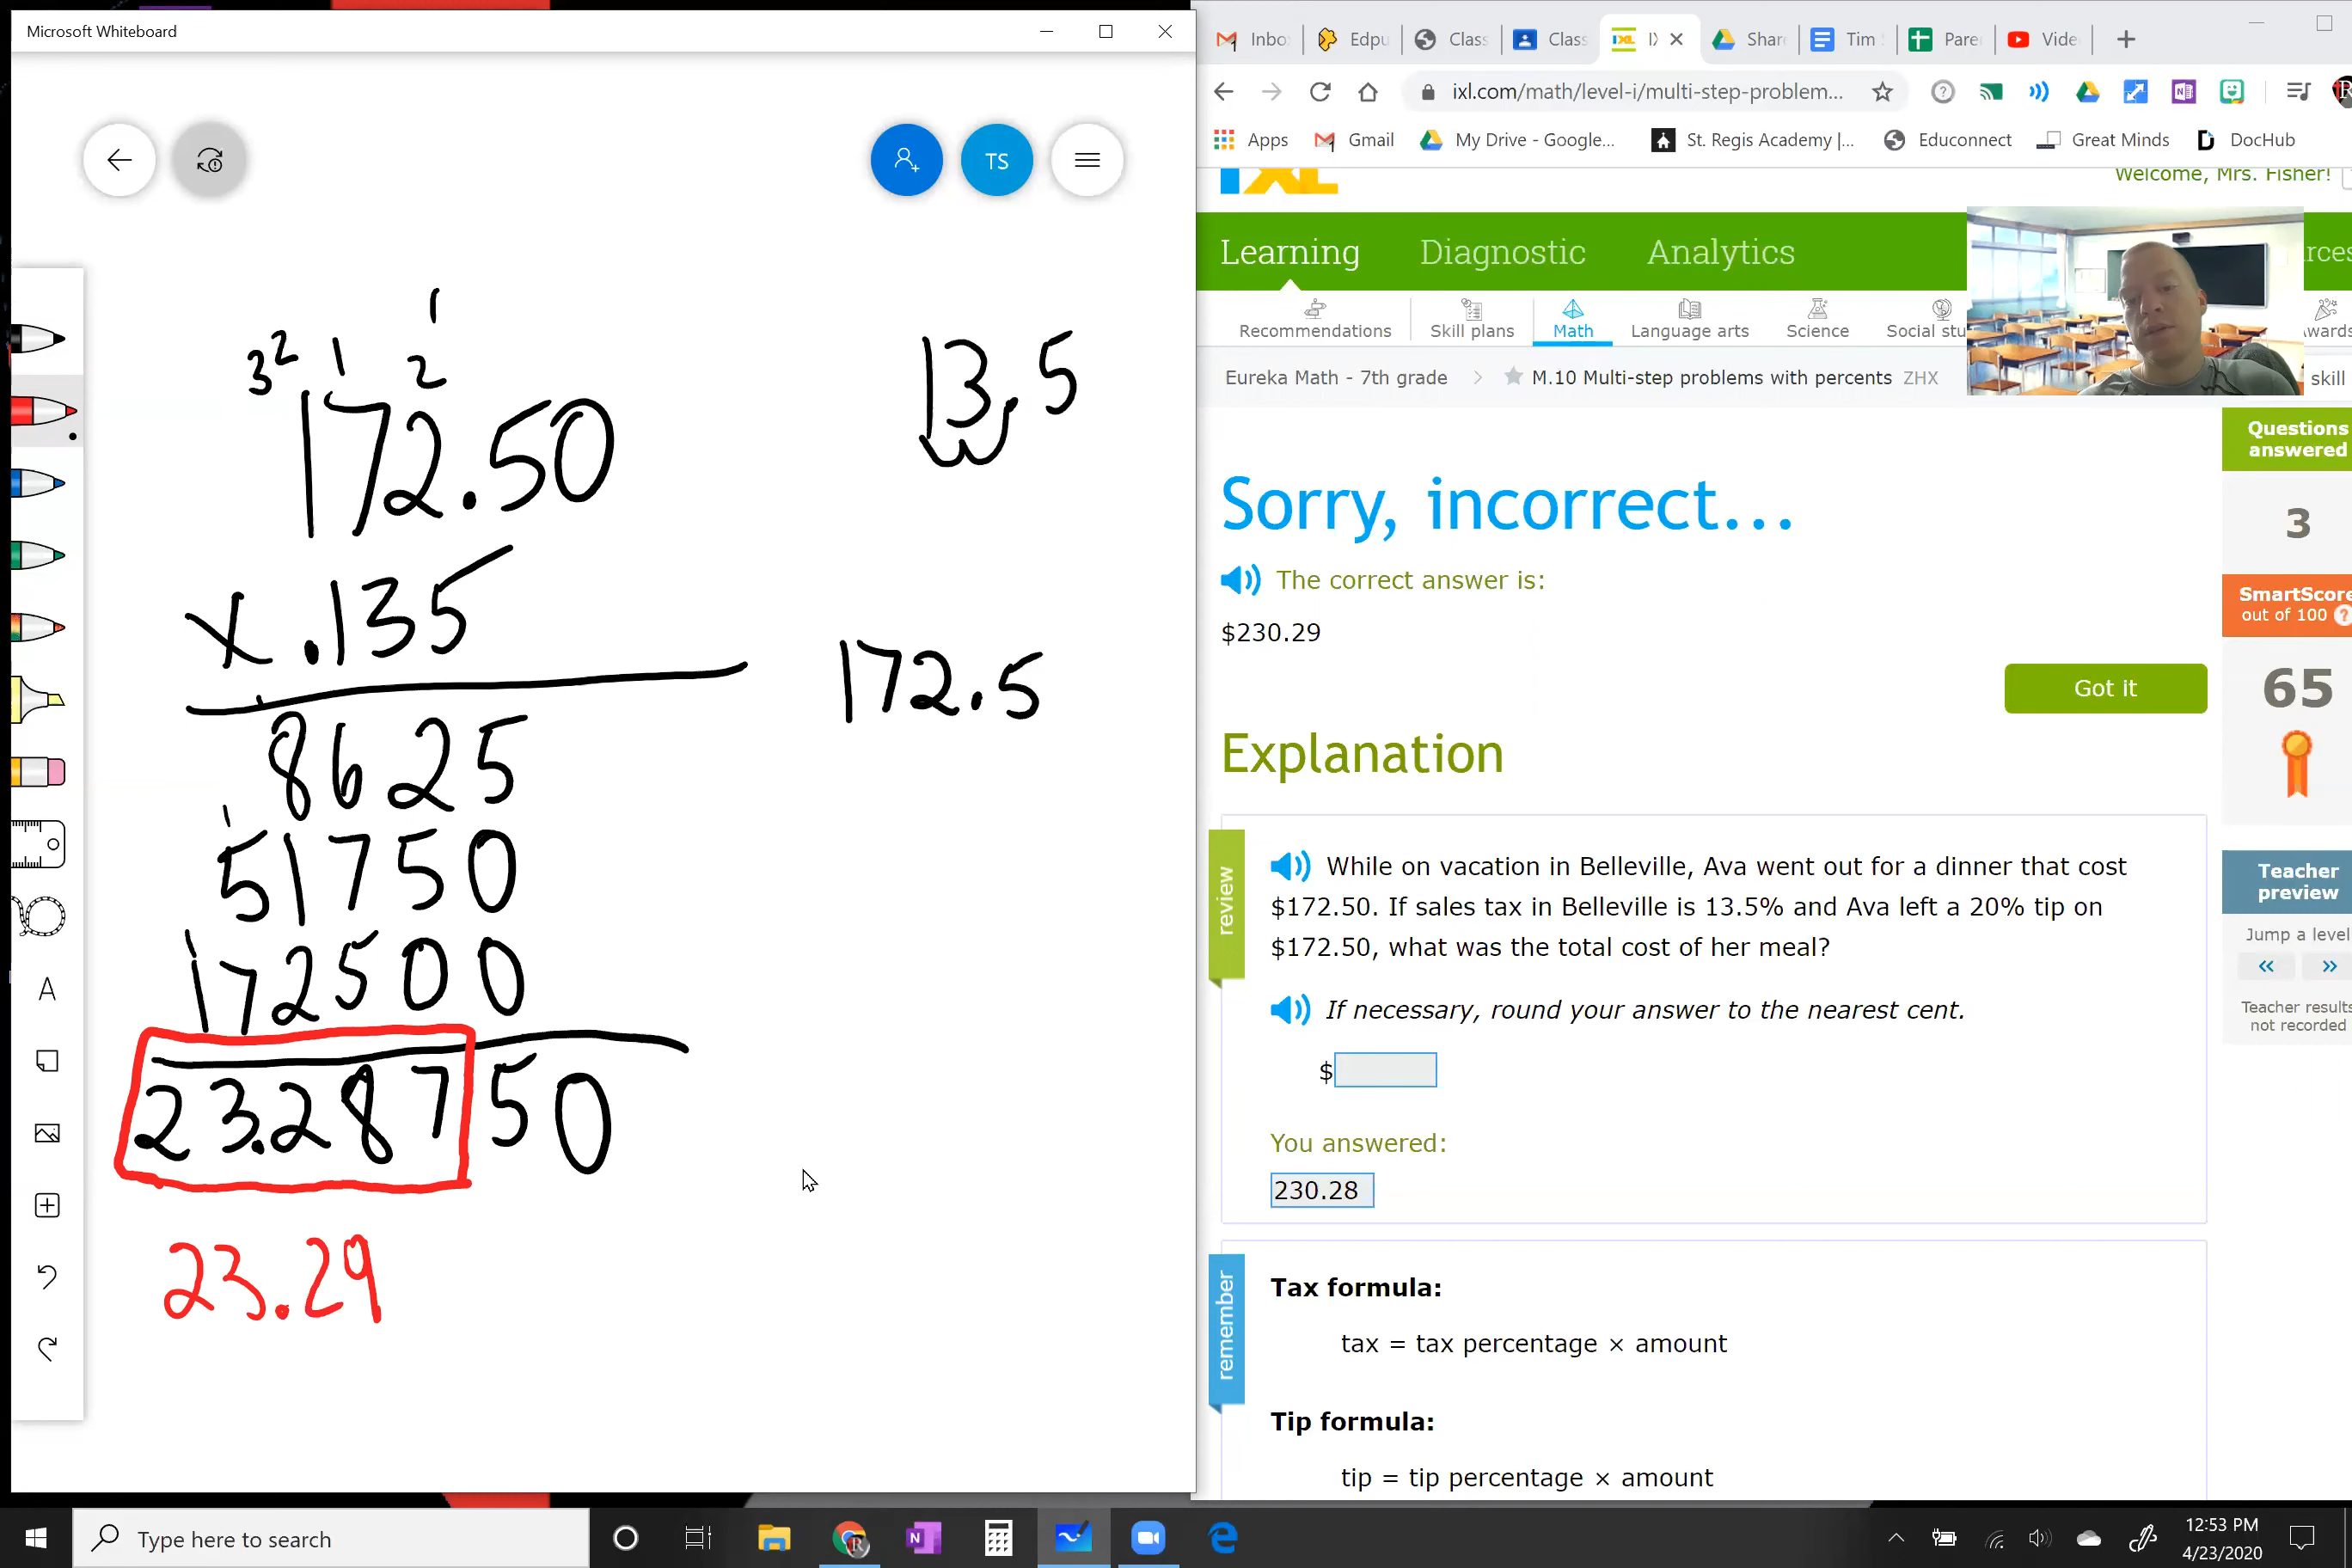 Microsoft Whiteboard
TS
3 2 1 1
2
172.50
x .135
8625
51750
172500
23.28750
23.29
13.5
172.5
A
Inbo
Edpu
Class
Class
IXL
Shar
Tim
Pare
Vide
ixl.com/math/level-i/multi-step-problem...
Apps
Gmail
My Drive - Google...
St. Regis Academy |...
Educonnect
Great Minds
DocHub
IXL
Welcome, Mrs. Fisher!
Learning
Diagnostic
Analytics
rces
Recommendations
Skill plans
Math
Language arts
Science
Social stu
wards
Eureka Math - 7th grade > M.10 Multi-step problems with percents ZHX
skill
Sorry, incorrect...
The correct answer is:
$230.29
Got it
Explanation
review
While on vacation in Belleville, Ava went out for a dinner that cost
$172.50. If sales tax in Belleville is 13.5% and Ava left a 20% tip on
$172.50, what was the total cost of her meal?
If necessary, round your answer to the nearest cent.
$
You answered:
230.28
remember
Tax formula:
tax = tax percentage × amount
Tip formula:
tip = tip percentage × amount
Questions
answered
3
SmartScore
out of 100 ?
65
Teacher
preview
Jump a level
Teacher results
not recorded
Type here to search
12:53 PM
4/23/2020